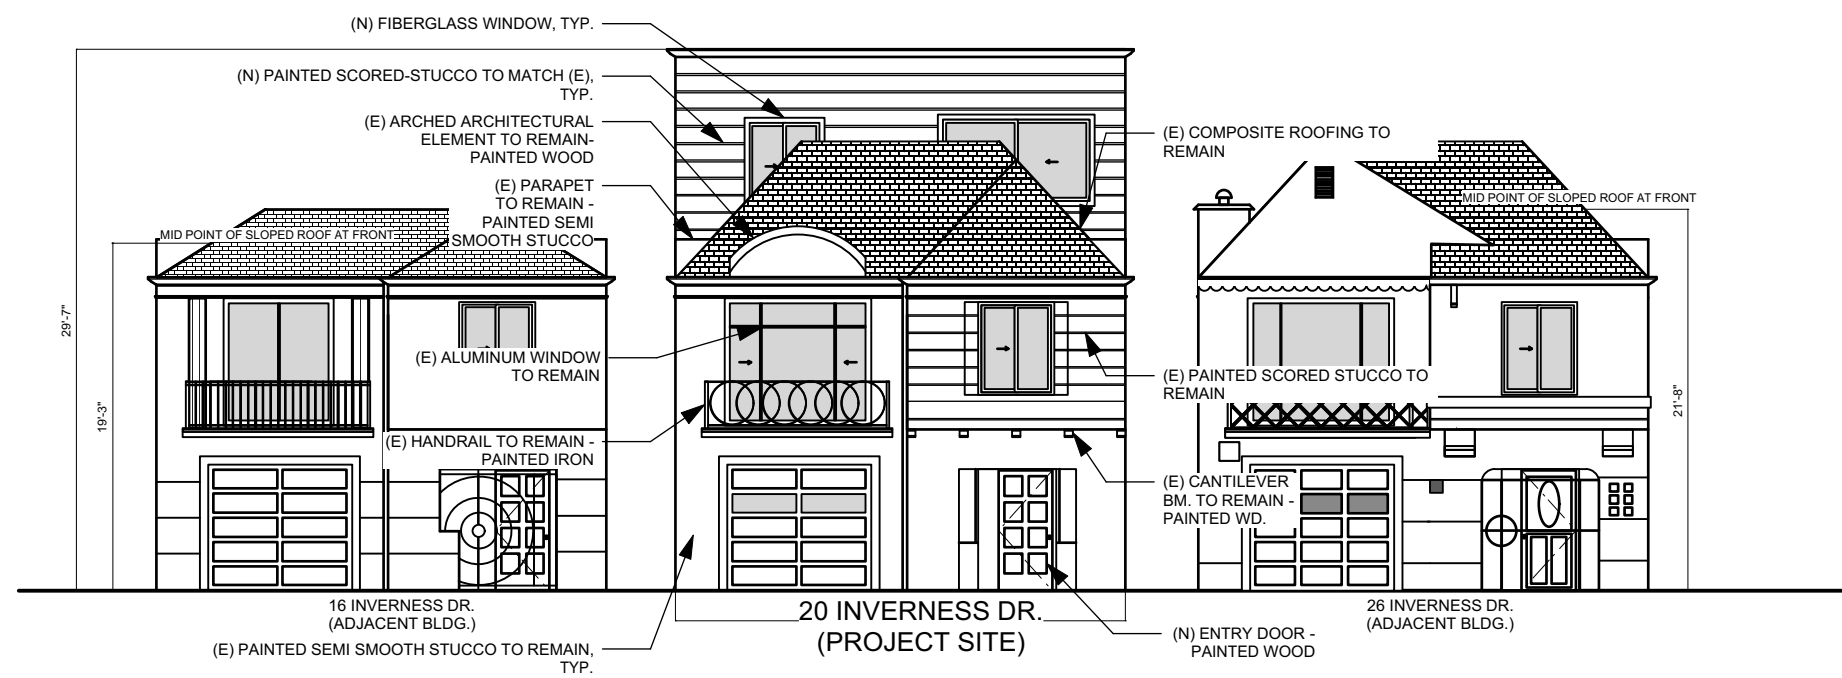 (N) FIBERGLASS WINDOW, TYP.
(N) PAINTED SCORED-STUCCO TO MATCH (E),
TYP.
(E) ARCHED ARCHITECTURAL
ELEMENT TO REMAIN-
PAINTED WOOD
(E) PARAPET
TO REMAIN -
PAINTED SEMI
SMOOTH STUCCO
MID POINT OF SLOPED ROOF AT FRONT
(E) COMPOSITE ROOFING TO
REMAIN
MID POINT OF SLOPED ROOF AT FRONT
29'-7"
19'-3"
(E) ALUMINUM WINDOW
TO REMAIN
(E) PAINTED SCORED STUCCO TO
REMAIN
21'-8"
(E) HANDRAIL TO REMAIN -
PAINTED IRON
(E) CANTILEVER
BM. TO REMAIN -
PAINTED WD.
16 INVERNESS DR.
(ADJACENT BLDG.)
20 INVERNESS DR.
(PROJECT SITE)
26 INVERNESS DR.
(ADJACENT BLDG.)
(E) PAINTED SEMI SMOOTH STUCCO TO REMAIN,
TYP.
(N) ENTRY DOOR -
PAINTED WOOD